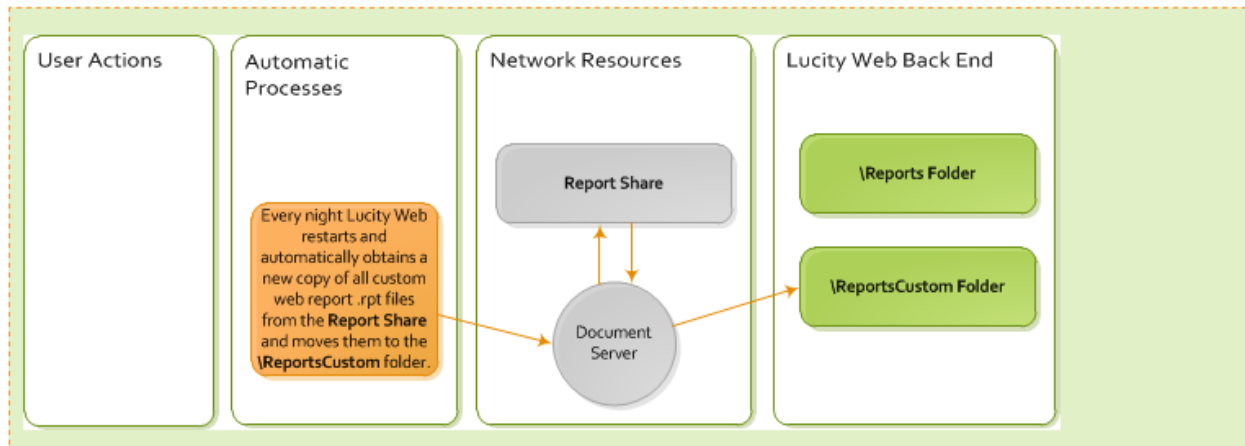 User Actions
Automatic
Processes
Network Resources
Lucity Web Back End
Every night Lucity Web
restarts and
automatically obtains a
new copy of all custom
web report .rpt files
from the Report Share
and moves them to the
\ReportsCustom folder.
Report Share
Document
Server
\Reports Folder
\ReportsCustom Folder